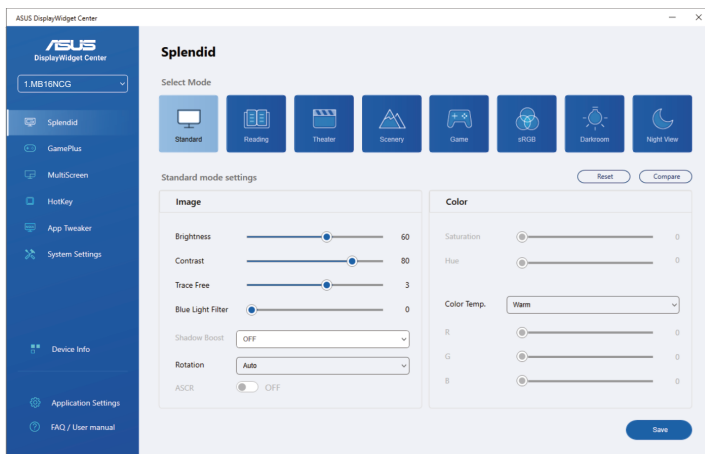 ASUS DisplayWidget Center
ASUS
DisplayWidget Center
1.MB16NCG
Splendid
GamePlus
MultiScreen
HotKey
App Tweaker
System Settings
Device Info
Application Settings
FAQ / User manual
Splendid
Select Mode
Standard
Reading
Theater
Scenery
Game
sRGB
Darkroom
Night View
Standard mode settings
Reset
Compare
Image
Brightness 60
Contrast 80
Trace Free 3
Blue Light Filter 0
Shadow Boost OFF
Rotation Auto
ASCR OFF
Color
Saturation 0
Hue 0
Color Temp. Warm
R 0
G 0
B 0
Save